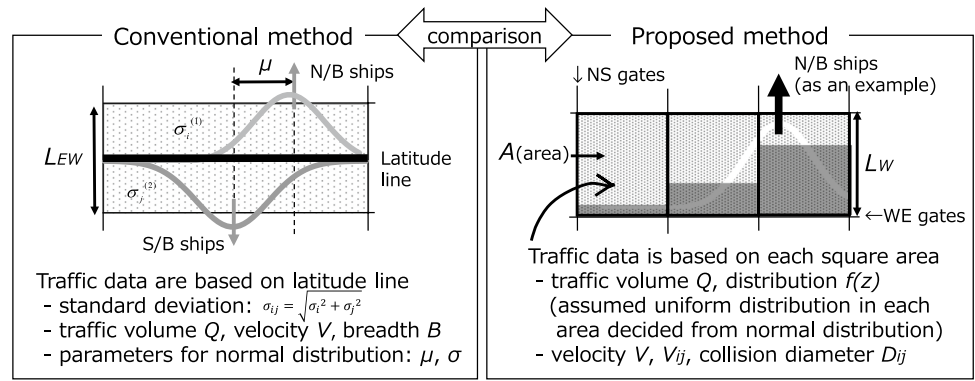 Conventional method
comparison
Proposed method
μ
N/B ships
σᵢ⁽¹⁾
L_EW
Latitude
line
σⱼ⁽²⁾
S/B ships
Traffic data are based on latitude line
- standard deviation: σᵢⱼ = √(σᵢ² + σⱼ²)
- traffic volume Q, velocity V, breadth B
- parameters for normal distribution: μ, σ
↓NS gates
N/B ships
(as an example)
A(area)
L_W
←WE gates
Traffic data is based on each square area
- traffic volume Q, distribution f(z)
(assumed uniform distribution in each
area decided from normal distribution)
- velocity V, Vᵢⱼ, collision diameter Dᵢⱼ